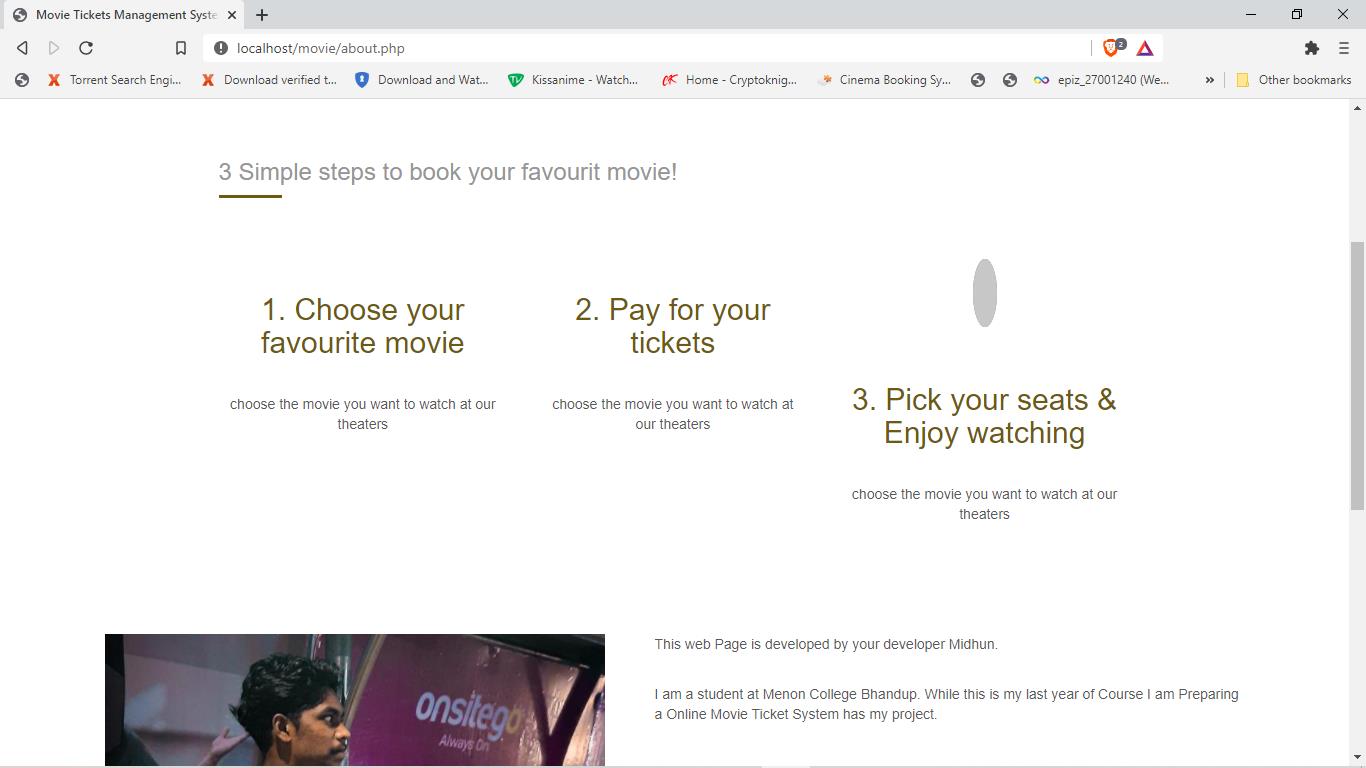 Movie Tickets Management Syste
localhost/movie/about.php
2
Torrent Search Engi...
Download verified t...
Download and Wat...
Kissanime - Watch...
Home - Cryptoknig...
Cinema Booking Sy...
epiz_27001240 (We...
»
Other bookmarks
3 Simple steps to book your favourit movie!
1. Choose your
favourite movie
choose the movie you want to watch at our
theaters
2. Pay for your
tickets
choose the movie you want to watch at
our theaters
3. Pick your seats &
Enjoy watching
choose the movie you want to watch at our
theaters
onsitego
Always On
This web Page is developed by your developer Midhun.
I am a student at Menon College Bhandup. While this is my last year of Course I am Preparing
a Online Movie Ticket System has my project.